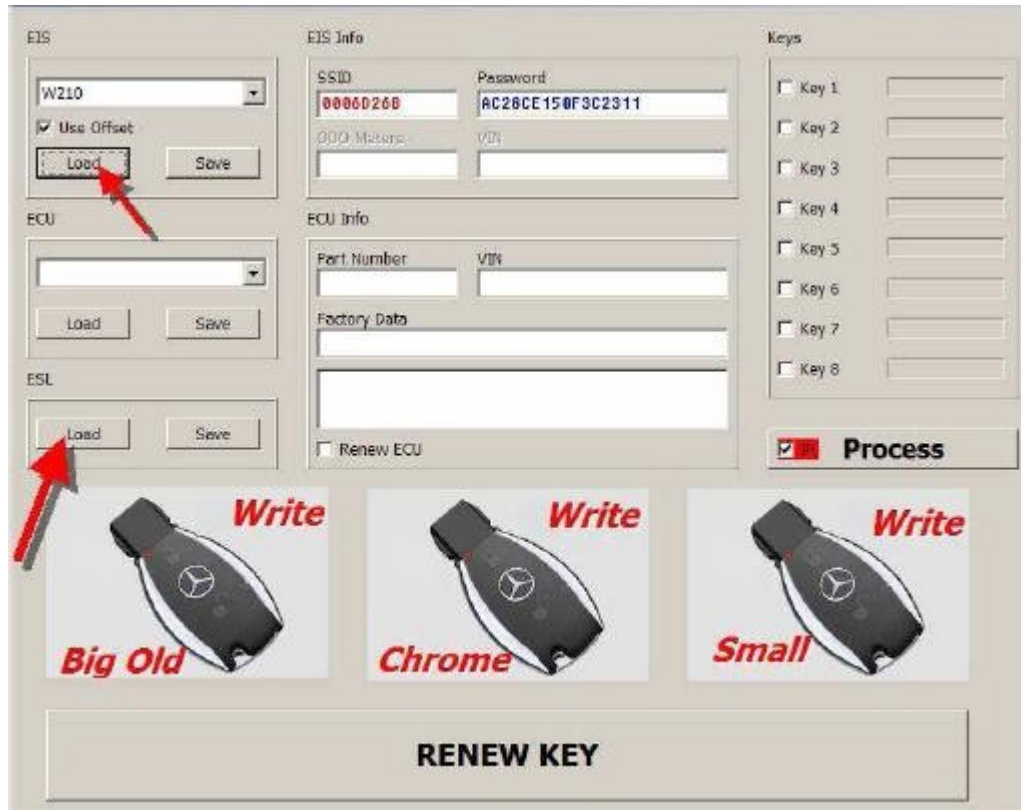 EIS
W210
Use Offset
Load Save
ECU
Load Save
ESL
Load Save
EIS Info
SSID Password
0006D26B AC28CE150F3C2311
ODO Meters VIN
ECU Info
Part Number VIN
Factory Data
Renew ECU
Keys
Key 1
Key 2
Key 3
Key 4
Key 5
Key 6
Key 7
Key 8
Process
Write
Big Old
Write
Chrome
Write
Small
RENEW KEY